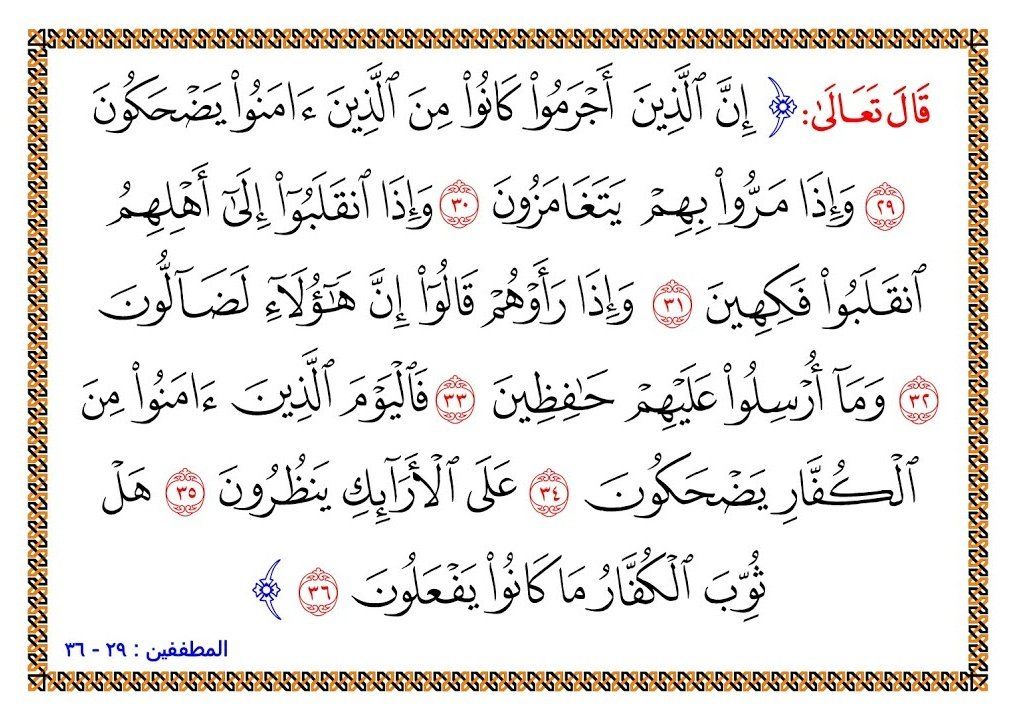 قَالَ تَعَالَىٰ: ﴿ إِنَّ ٱلَّذِينَ أَجۡرَمُواْ كَانُواْ مِنَ ٱلَّذِينَ ءَامَنُواْ يَضۡحَكُونَ
٢٩ وَإِذَا مَرُّواْ بِهِمۡ يَتَغَامَزُونَ ٣٠ وَإِذَا ٱنقَلَبُوٓاْ إِلَىٰٓ أَهۡلِهِمُ
ٱنقَلَبُواْ فَكِهِينَ ٣١ وَإِذَا رَأَوۡهُمۡ قَالُوٓاْ إِنَّ هَٰٓؤُلَآءِ لَضَآلُّونَ
٣٢ وَمَآ أُرۡسِلُواْ عَلَيۡهِمۡ حَٰفِظِينَ ٣٣ فَٱلۡيَوۡمَ ٱلَّذِينَ ءَامَنُواْ مِنَ
ٱلۡكُفَّارِ يَضۡحَكُونَ ٣٤ عَلَى ٱلۡأَرَآئِكِ يَنظُرُونَ ٣٥ هَلۡ
ثُوِّبَ ٱلۡكُفَّارُ مَا كَانُواْ يَفۡعَلُونَ ٣٦ ﴾
المطففين : ٢٩ - ٣٦